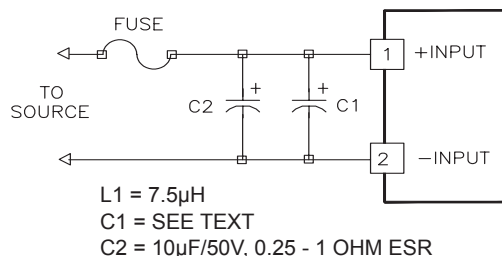 FUSE
1 +INPUT
TO
SOURCE
+ +
C2 C1
2 −INPUT
L1 = 7.5µH
C1 = SEE TEXT
C2 = 10µF/50V, 0.25 - 1 OHM ESR